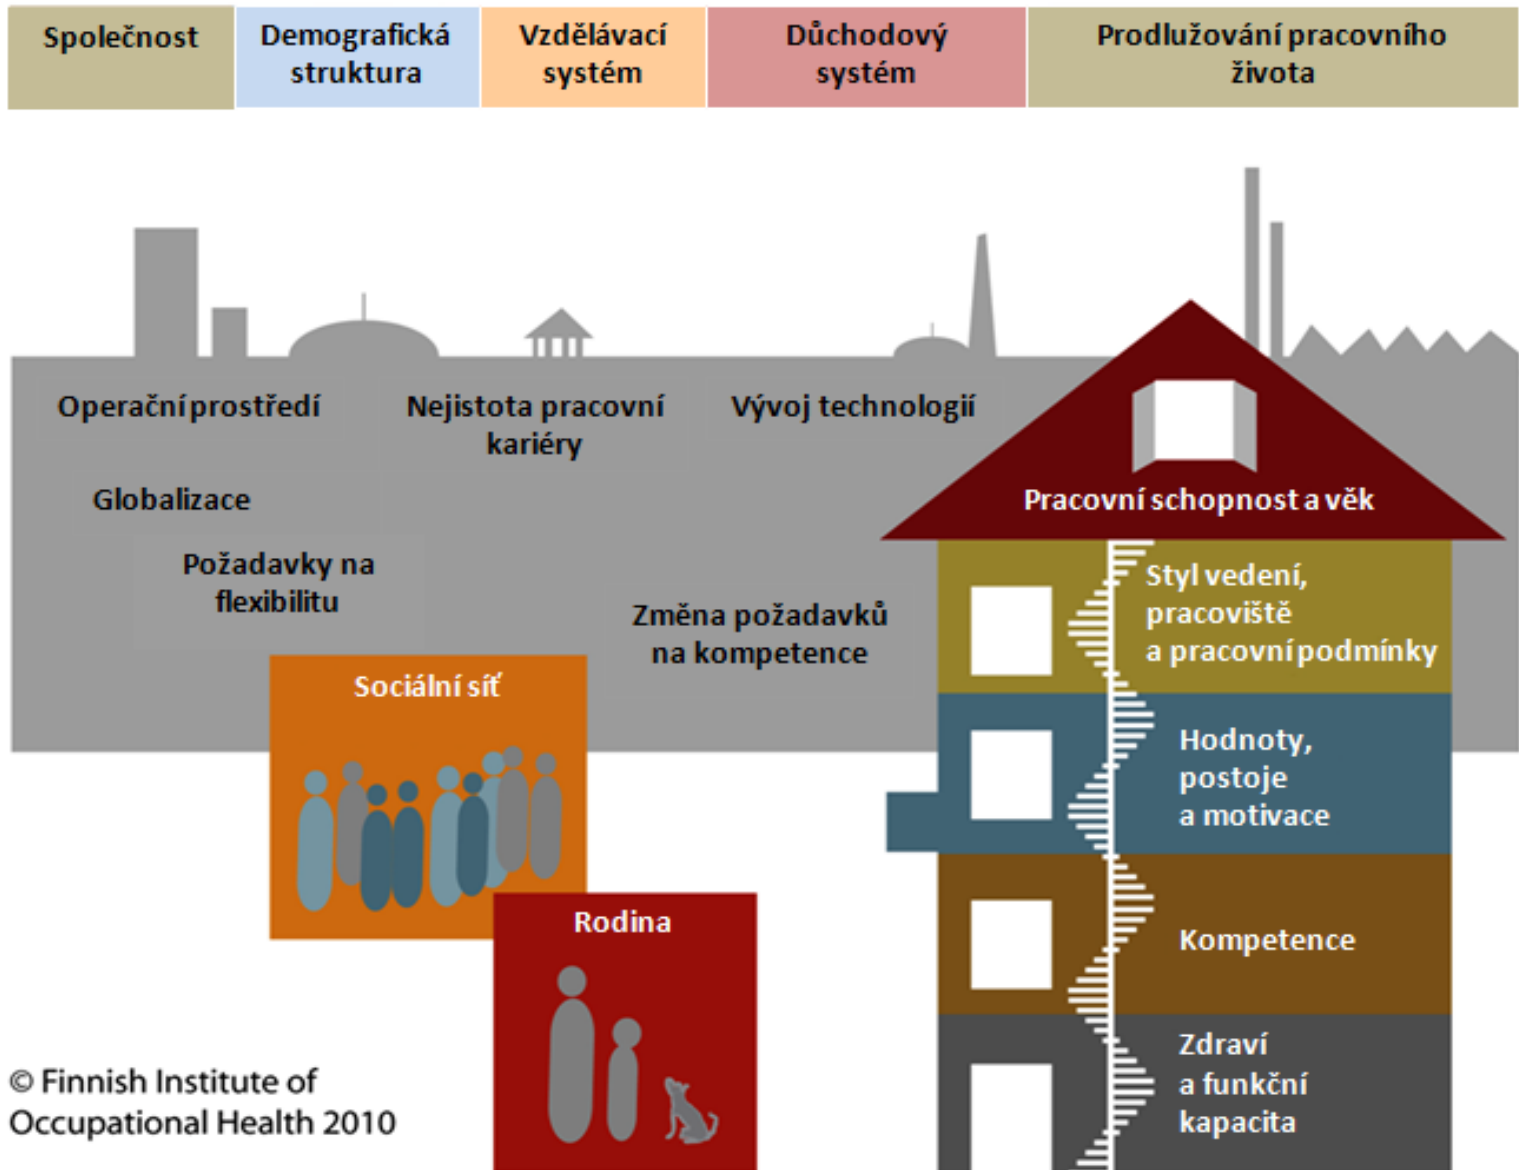 Společnost
Demografická
struktura
Vzdělávací
systém
Důchodový
systém
Prodlužování pracovního
života
Operační prostředí
Nejistota pracovní
kariéry
Vývoj technologií
Globalizace
Požadavky na
flexibilitu
Změna požadavků
na kompetence
Sociální síť
Rodina
Pracovní schopnost a věk
Styl vedení,
pracoviště
a pracovní podmínky
Hodnoty,
postoje
a motivace
Kompetence
Zdraví
a funkční
kapacita
© Finnish Institute of
Occupational Health 2010